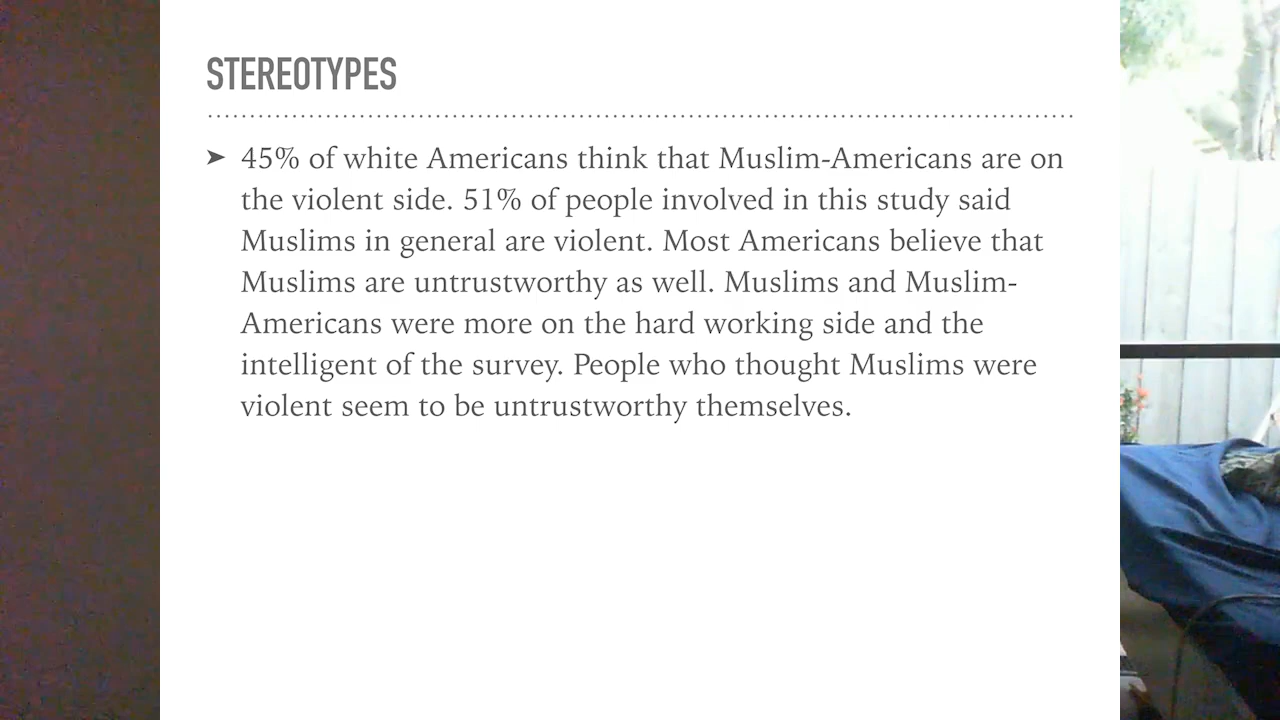 STEREOTYPES
➤ 45% of white Americans think that Muslim-Americans are on
the violent side. 51% of people involved in this study said
Muslims in general are violent. Most Americans believe that
Muslims are untrustworthy as well. Muslims and Muslim-
Americans were more on the hard working side and the
intelligent of the survey. People who thought Muslims were
violent seem to be untrustworthy themselves.